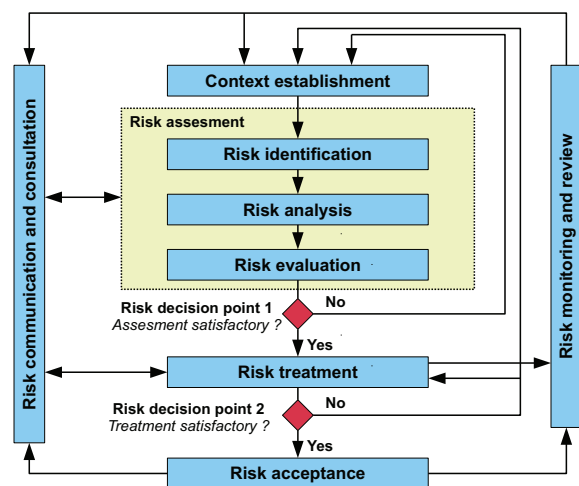 Context establishment
Risk assesment
Risk identification
Risk analysis
Risk evaluation
Risk decision point 1
Assesment satisfactory ?
No
Yes
Risk treatment
Risk decision point 2
Treatment satisfactory ?
No
Yes
Risk acceptance
Risk communication and consultation
Risk monitoring and review